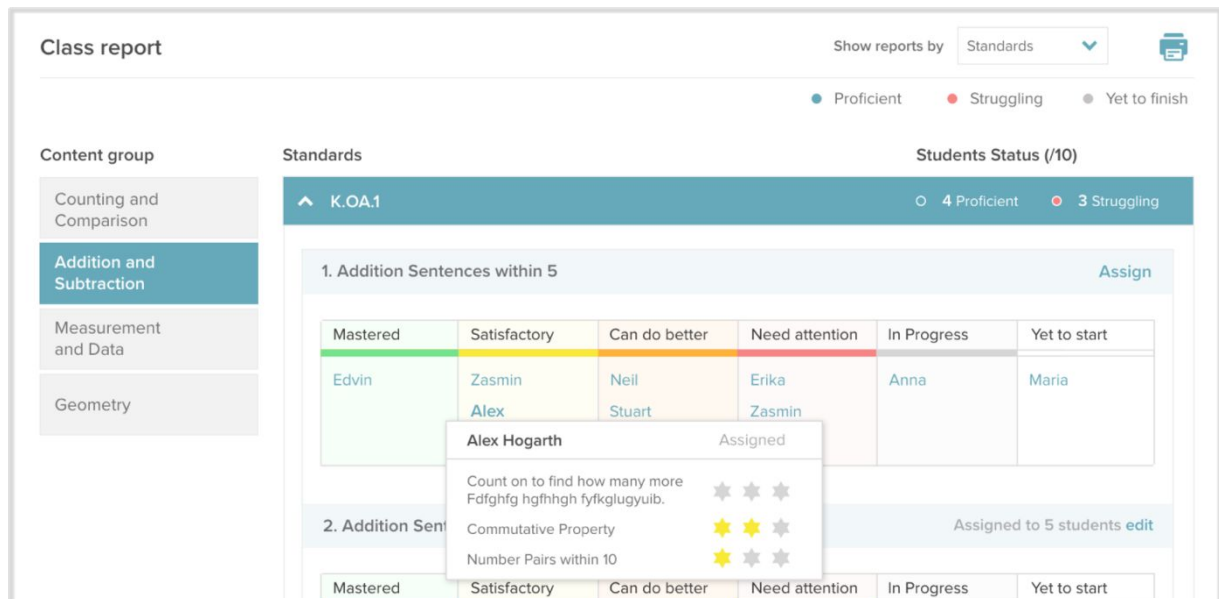 Class report
Show reports by
Standards
Proficient
Struggling
Yet to finish
Content group
Standards
Students Status (/10)
Counting and
Comparison
Addition and
Subtraction
Measurement
and Data
Geometry
K.OA.1
4 Proficient
3 Struggling
1. Addition Sentences within 5
Assign
Mastered
Satisfactory
Can do better
Need attention
In Progress
Yet to start
Edvin
Zasmin
Neil
Erika
Anna
Maria
Alex
Stuart
Zasmin
Alex Hogarth
Assigned
Count on to find how many more
Fdfghfg hgfhhgh fyfkglugyuib.
Commutative Property
Number Pairs within 10
2. Addition Sent
Assigned to 5 students edit
Mastered
Satisfactory
Can do better
Need attention
In Progress
Yet to start